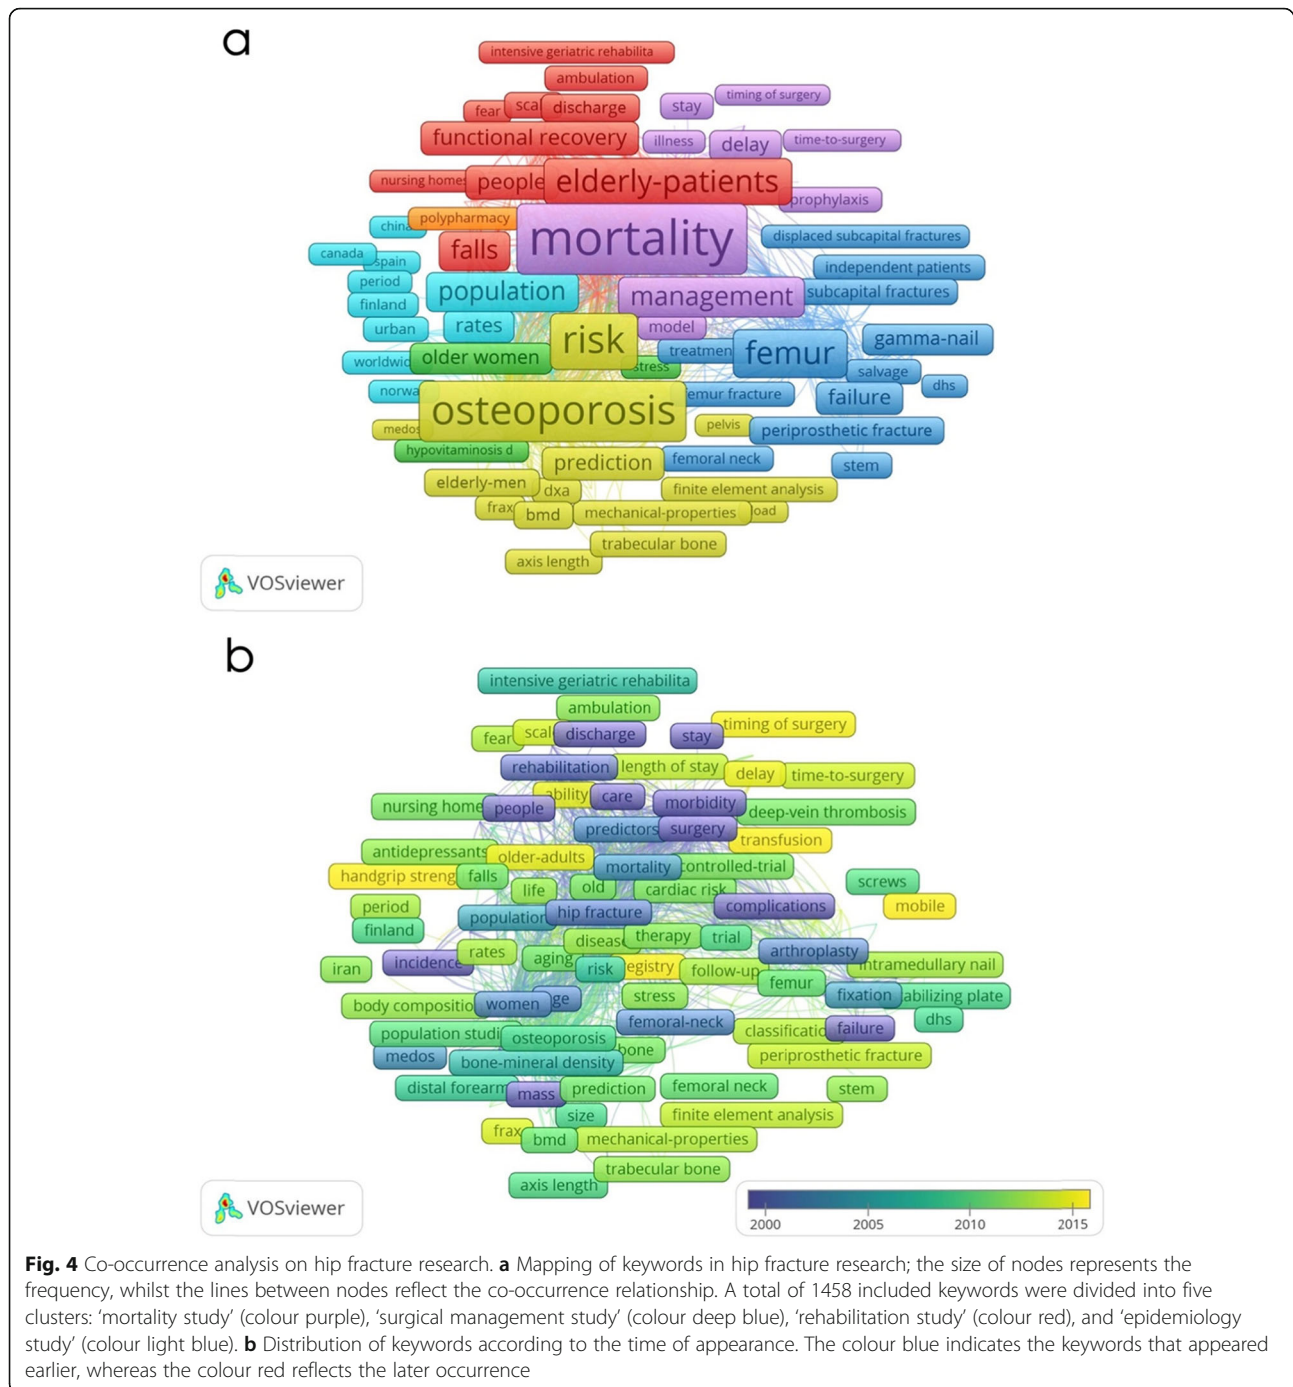 a
intensive geriatric rehabilita
ambulation
timing of surgery
fear
scal
discharge
stay
functional recovery
illness
delay
time-to-surgery
nursing home
people
elderly-patients
prophylaxis
china
polypharmacy
mortality
displaced subcapital fractures
canada
spain
falls
independent patients
period
population
management
subcapital fractures
finland
urban
rates
risk
model
gamma-nail
worldwid
older women
stress
treatmen
femur
salvage
dhs
norwa
osteoporosis
emur fracture
failure
medos
pelvis
periprosthetic fracture
hypovitaminosis d
prediction
femoral neck
stem
elderly-men
dxa
finite element analysis
frax
bmd
mechanical-properties
oad
trabecular bone
axis length
VOSviewer
b
intensive geriatric rehabilita
ambulation
fear
scal
discharge
stay
timing of surgery
rehabilitation
length of stay
delay
time-to-surgery
nursing home
people
ability
care
morbidity
deep-vein thrombosis
predictors
surgery
transfusion
antidepressants
older-adults
mortality
controlled-trial
handgrip streng
falls
life
old
cardiac risk
screws
period
population
hip fracture
complications
mobile
finland
rates
disease
therapy
trial
arthroplasty
iran
incidence
aging
risk
egistry
follow-up
intramedullary nail
body compositio
women
ge
stress
femur
fixation
abilizing plate
population studi
osteoporosis
femoral-neck
classificatio
failure
dhs
medos
bone-mineral density
bone
periprosthetic fracture
distal forearm
mass
prediction
femoral neck
stem
size
finite element analysis
frax
bmd
mechanical-properties
trabecular bone
axis length
VOSviewer
2000 2005 2010 2015
Fig. 4 Co-occurrence analysis on hip fracture research. a Mapping of keywords in hip fracture research; the size of nodes represents the
frequency, whilst the lines between nodes reflect the co-occurrence relationship. A total of 1458 included keywords were divided into five
clusters: ‘mortality study’ (colour purple), ‘surgical management study’ (colour deep blue), ‘rehabilitation study’ (colour red), and ‘epidemiology
study’ (colour light blue). b Distribution of keywords according to the time of appearance. The colour blue indicates the keywords that appeared
earlier, whereas the colour red reflects the later occurrence